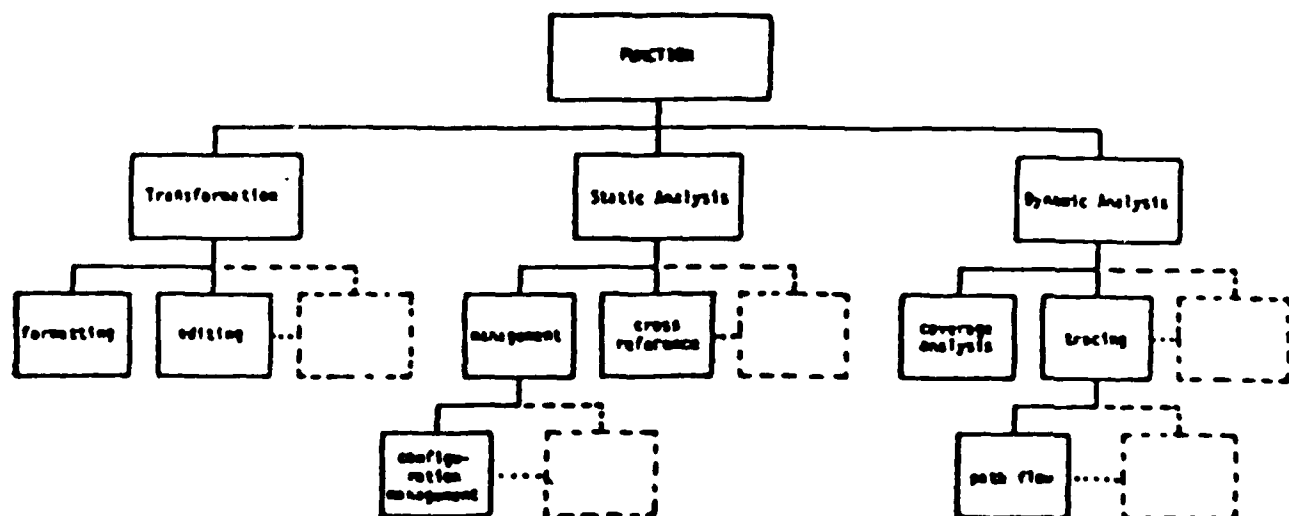 FUNCTION
Transformation
Static Analysis
Dynamic Analysis
formatting
editing
management
cross
reference
coverage
analysis
tracing
configu-
ration
management
path flow